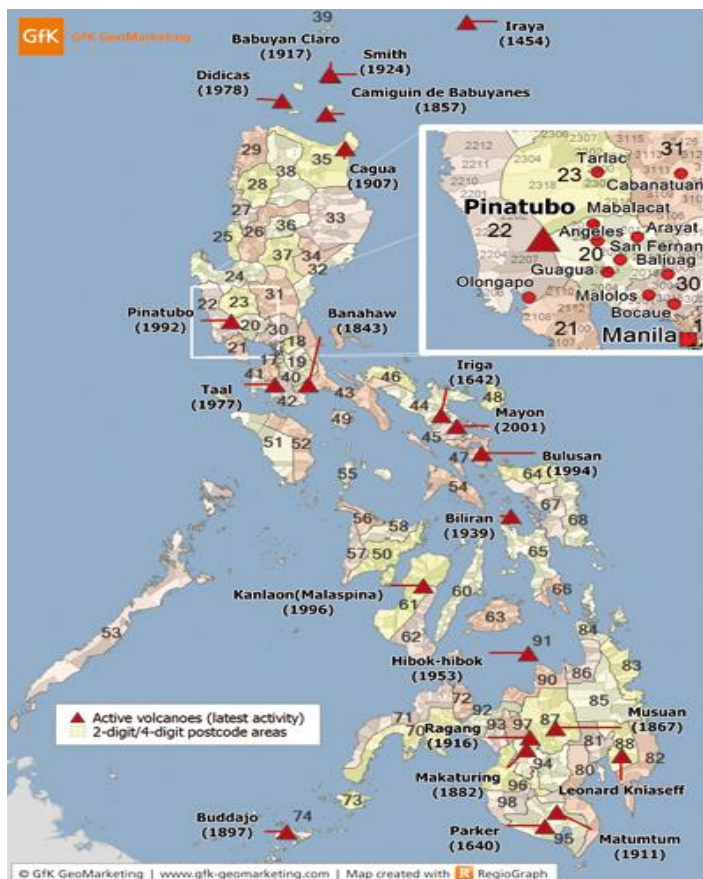 GfK GfK GeoMarketing
39
Babuyan Claro
(1917)
Smith
(1924)
Iraya
(1454)
Didicas
(1978)
Camiguin de Babuyanes
(1857)
Cagua
(1907)
29
38
35
28
27
36
33
25
26
37
34
32
24
31
22
23
20
30
21
18
17
19
41
40
42
43
Pinatubo
(1992)
Banahaw
(1843)
Taal
(1977)
2212
2211
2210
2201
2304
2318
Tarlac
31
23
Cabanatuan
Pinatubo
Mabalacat
22
Angeles
Arayat
20
San Fernan
Guagua
Baliuag
Olongapo
30
Malolos
Bocaue
21
Manila
46
48
44
45
47
49
Iriga
(1642)
Mayon
(2001)
Bulusan
(1994)
51
52
55
54
64
67
68
65
66
Biliran
(1939)
56
58
57
50
60
61
62
63
Kanlaon(Malaspina)
(1996)
53
91
Hibok-hibok
(1953)
84
83
86
85
90
72
92
71
70
93
97
87
81
88
82
94
80
96
98
95
Musuan
(1867)
Ragang
(1916)
Makaturing
(1882)
Leonard Kniaseff
73
74
Buddajo
(1897)
Parker
(1640)
Matumtum
(1911)
Active volcanoes (latest activity)
2-digit/4-digit postcode areas
© GfK GeoMarketing | www.gfk-geomarketing.com | Map created with R RegioGraph